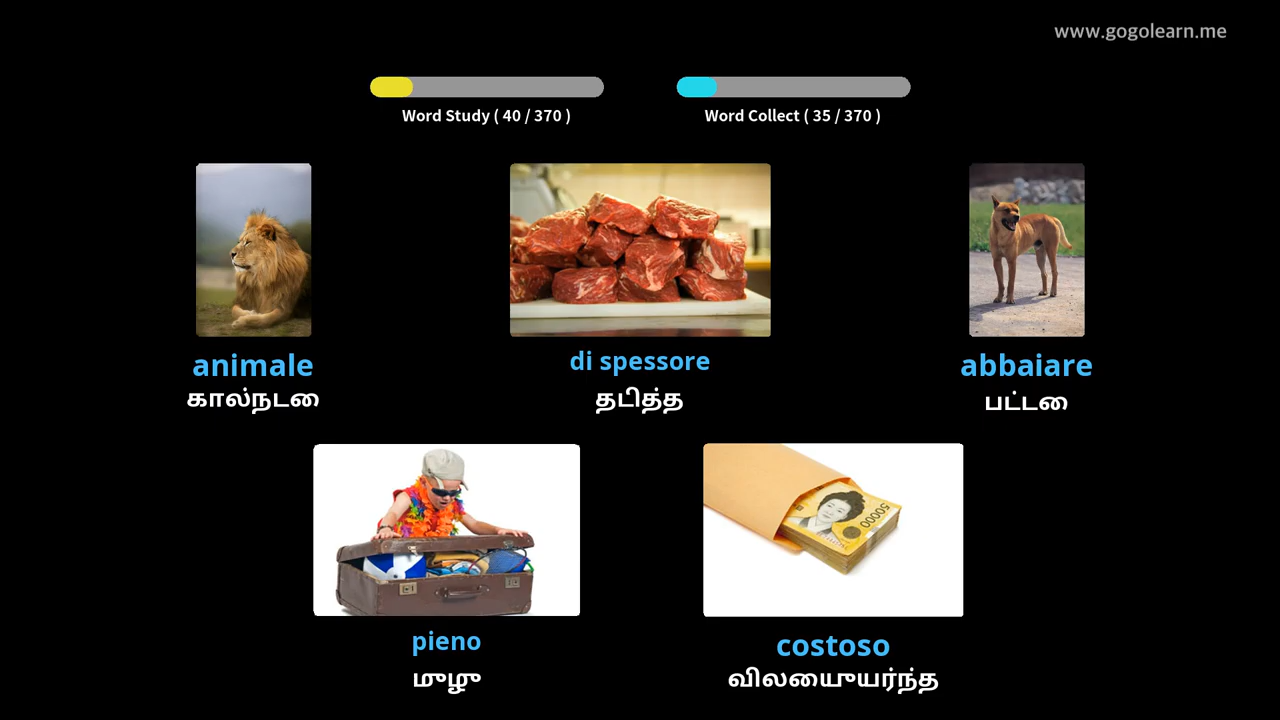 www.gogolearn.me
Word Study ( 40 / 370 )
Word Collect ( 35 / 370 )
animale
கால்நடை
di spessore
தடித்த
abbaiare
பட்டை
pieno
முழு
costoso
விலையுயர்ந்த